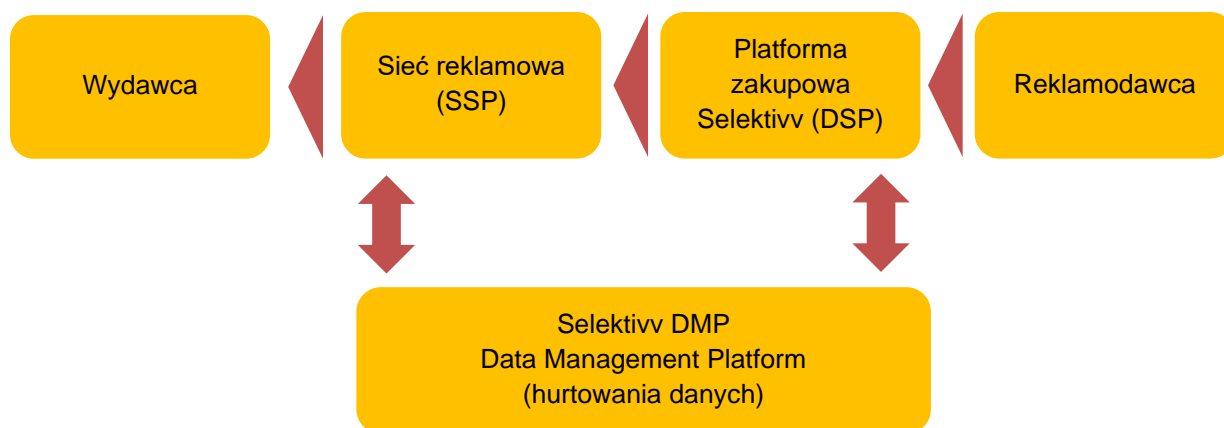 Wydawca
Sieć reklamowa
(SSP)
Platforma
zakupowa
Selektivv (DSP)
Reklamodawca
Selektivv DMP
Data Management Platform
(hurtowania danych)